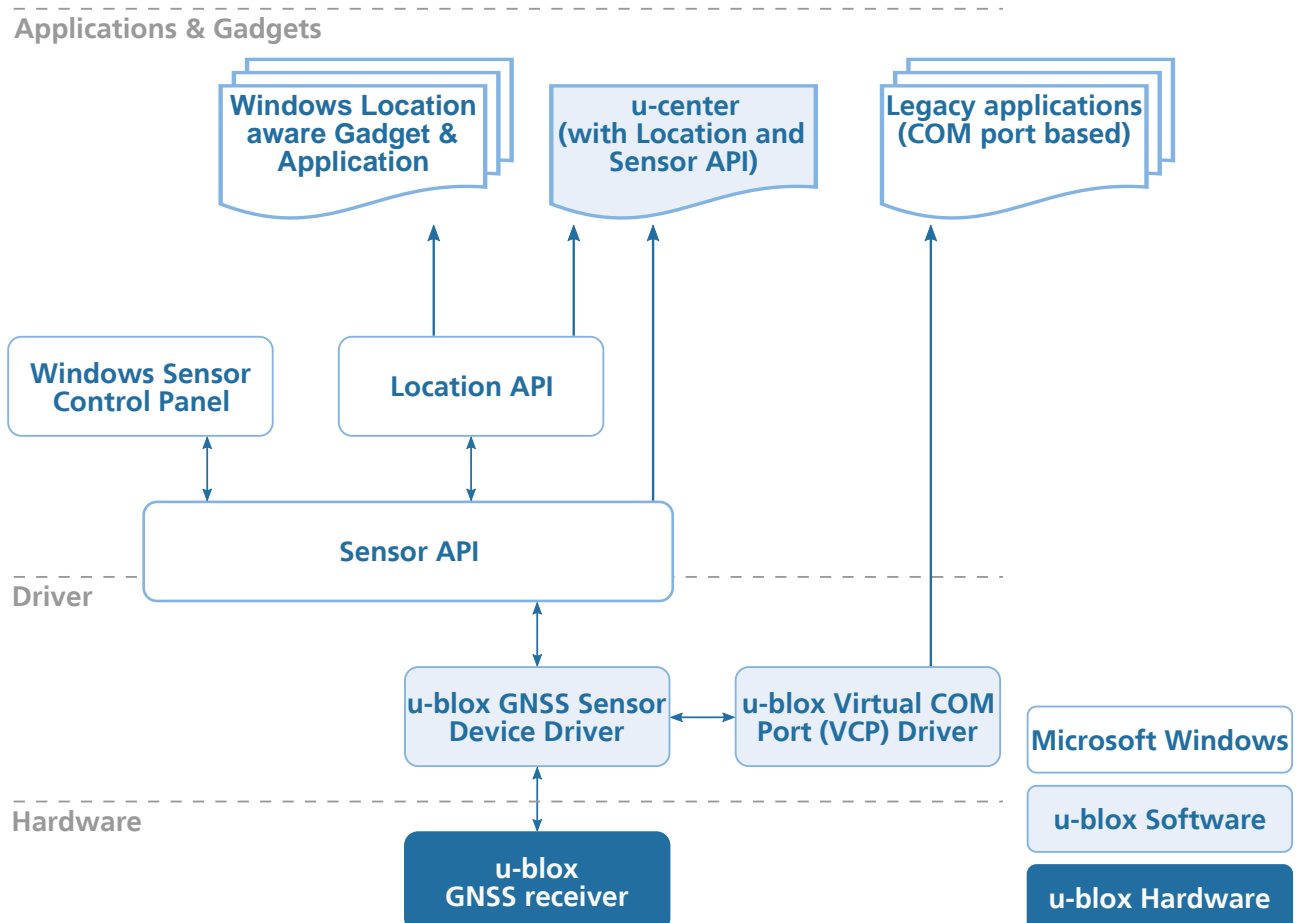 Applications & Gadgets
Windows Location
aware Gadget &
Application
u-center
(with Location and
Sensor API)
Legacy applications
(COM port based)
Windows Sensor
Control Panel
Location API
Sensor API
Driver
u-blox GNSS Sensor
Device Driver
u-blox Virtual COM
Port (VCP) Driver
Microsoft Windows
u-blox Software
Hardware
u-blox
GNSS receiver
u-blox Hardware